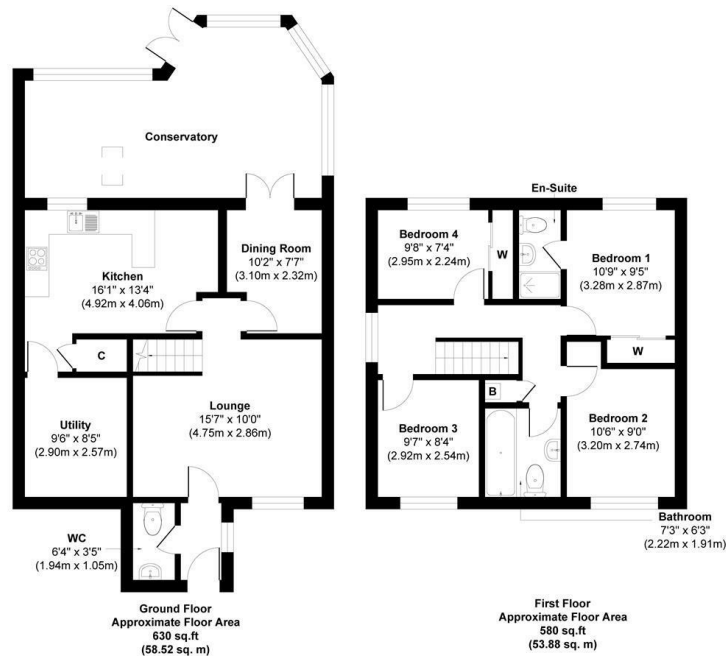 Conservatory
Kitchen
16'1" x 13'4"
(4.92m x 4.06m)
Dining Room
10'2" x 7'7"
(3.10m x 2.32m)
C
Utility
9'6" x 8'5"
(2.90m x 2.57m)
Lounge
15'7" x 10'0"
(4.75m x 2.86m)
WC
6'4" x 3'5"
(1.94m x 1.05m)
Ground Floor
Approximate Floor Area
630 sq.ft
(58.52 sq. m)
En-Suite
Bedroom 4
9'8" x 7'4"
(2.95m x 2.24m)
W
Bedroom 1
10'9" x 9'5"
(3.28m x 2.87m)
W
B
Bedroom 3
9'7" x 8'4"
(2.92m x 2.54m)
Bedroom 2
10'6" x 9'0"
(3.20m x 2.74m)
Bathroom
7'3" x 6'3"
(2.22m x 1.91m)
First Floor
Approximate Floor Area
580 sq.ft
(53.88 sq. m)